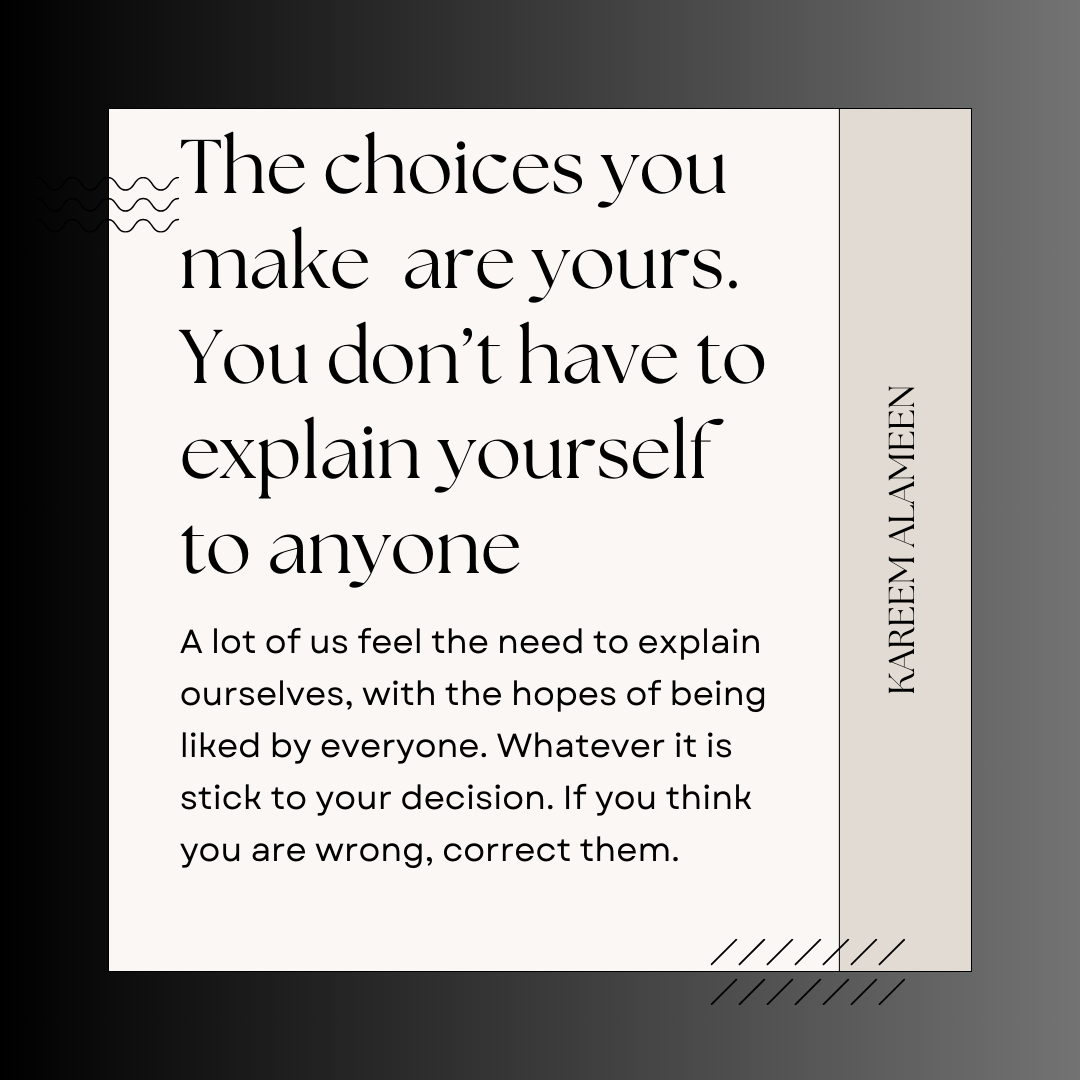 The choices you
make  are yours.
You don’t have to
explain yourself
to anyone
A lot of us feel the need to explain
ourselves, with the hopes of being
liked by everyone. Whatever it is
stick to your decision. If you think
you are wrong, correct them.
KAREEM ALAMEEN